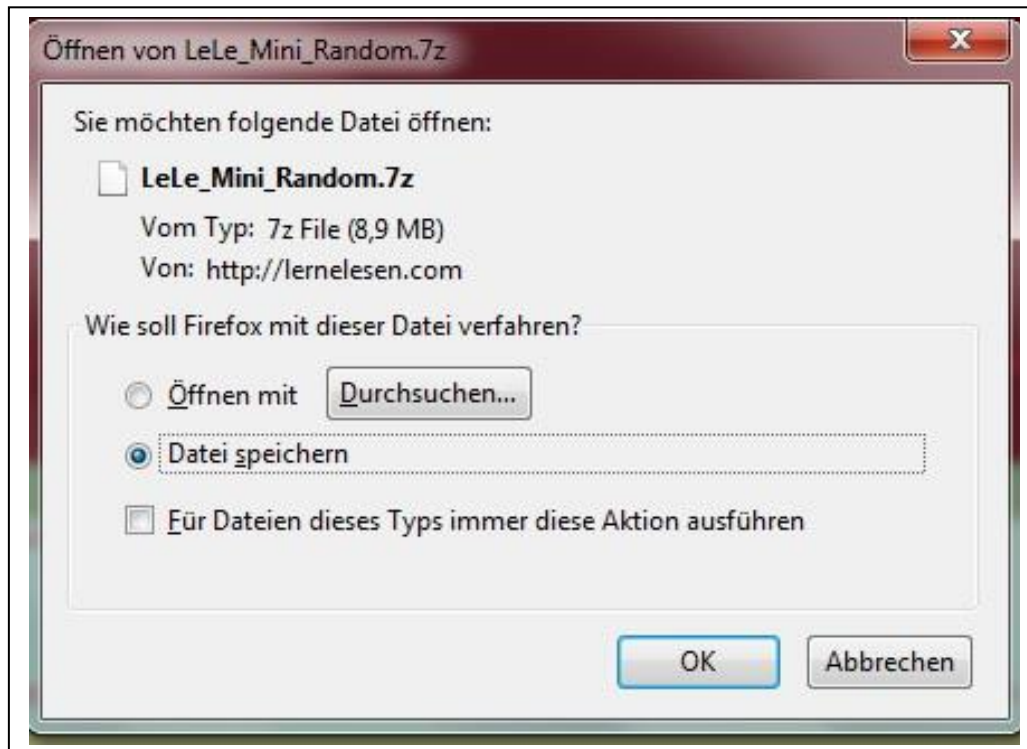 Öffnen von LeLe_Mini_Random.7z
Sie möchten folgende Datei öffnen:
LeLe_Mini_Random.7z
Vom Typ: 7z File (8,9 MB)
Von: http://lernelesen.com
Wie soll Firefox mit dieser Datei verfahren?
Öffnen mit Durchsuchen...
Datei speichern
Für Dateien dieses Typs immer diese Aktion ausführen
OK Abbrechen